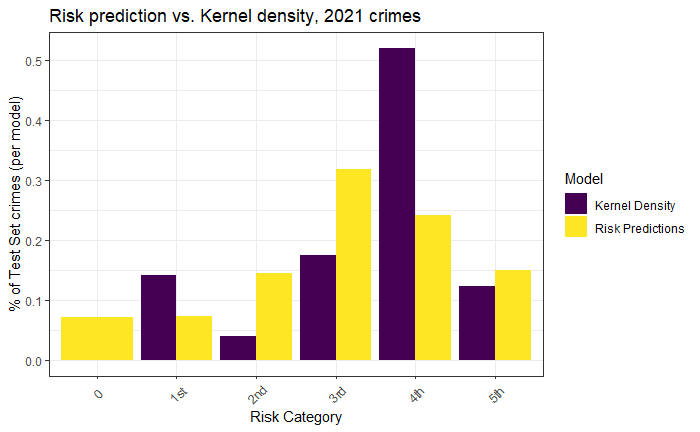 Risk prediction vs. Kernel density, 2021 crimes
% of Test Set crimes (per model)
0.5
0.4
0.3
0.2
0.1
0.0
0
1st
2nd
3rd
4th
5th
Risk Category
Model
Kernel Density
Risk Predictions